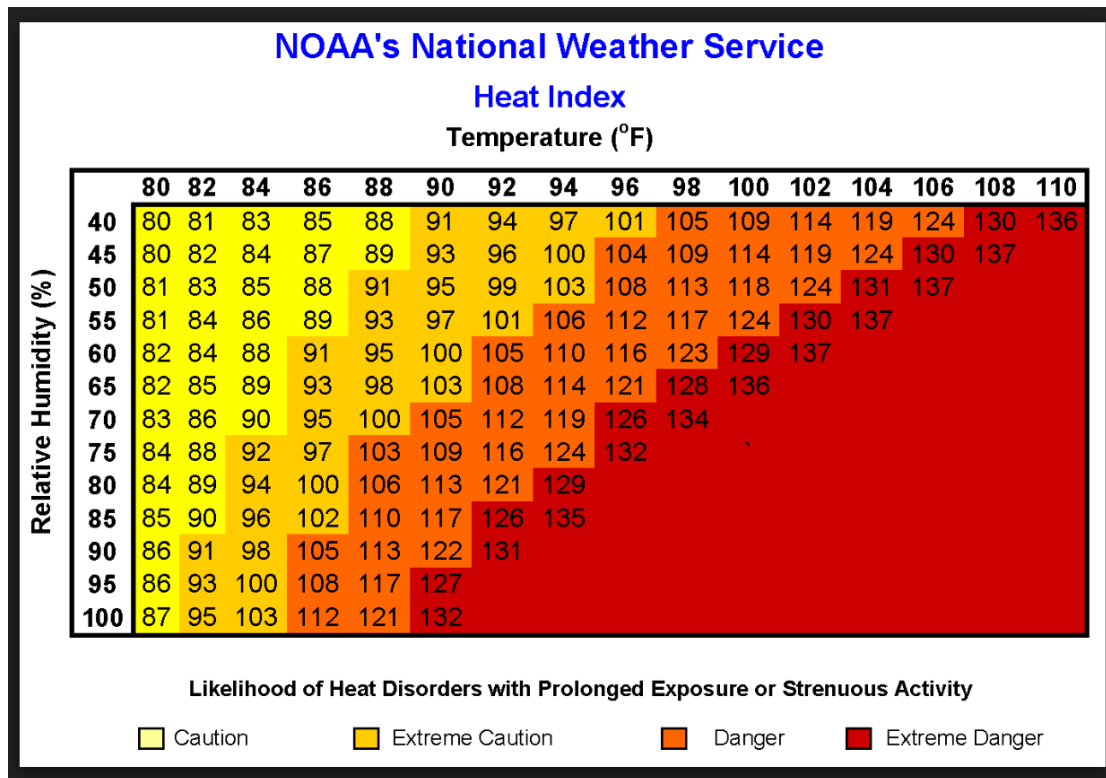 NOAA's National Weather Service
Heat Index
Temperature (°F)
80 82 84 86 88 90 92 94 96 98 100 102 104 106 108 110
Relative Humidity (%)
40 80 81 83 85 88 91 94 97 101 105 109 114 119 124 130 136
45 80 82 84 87 89 93 96 100 104 109 114 119 124 130 137
50 81 83 85 88 91 95 99 103 108 113 118 124 131 137
55 81 84 86 89 93 97 101 106 112 117 124 130 137
60 82 84 88 91 95 100 105 110 116 123 129 137
65 82 85 89 93 98 103 108 114 121 128 136
70 83 86 90 95 100 105 112 119 126 134
75 84 88 92 97 103 109 116 124 132 `
80 84 89 94 100 106 113 121 129
85 85 90 96 102 110 117 126 135
90 86 91 98 105 113 122 131
95 86 93 100 108 117 127
100 87 95 103 112 121 132
Likelihood of Heat Disorders with Prolonged Exposure or Strenuous Activity
Caution Extreme Caution Danger Extreme Danger